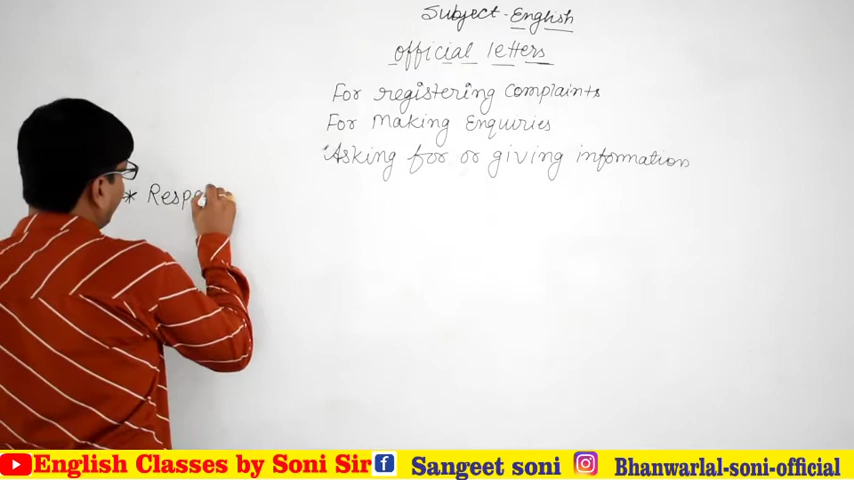 Subject - English
official letters
For registering Complaints
For Making Enquiries
Asking for or giving information
* Resp
English Classes by Soni Sir Sangeet soni Bhanwarlal-soni-official